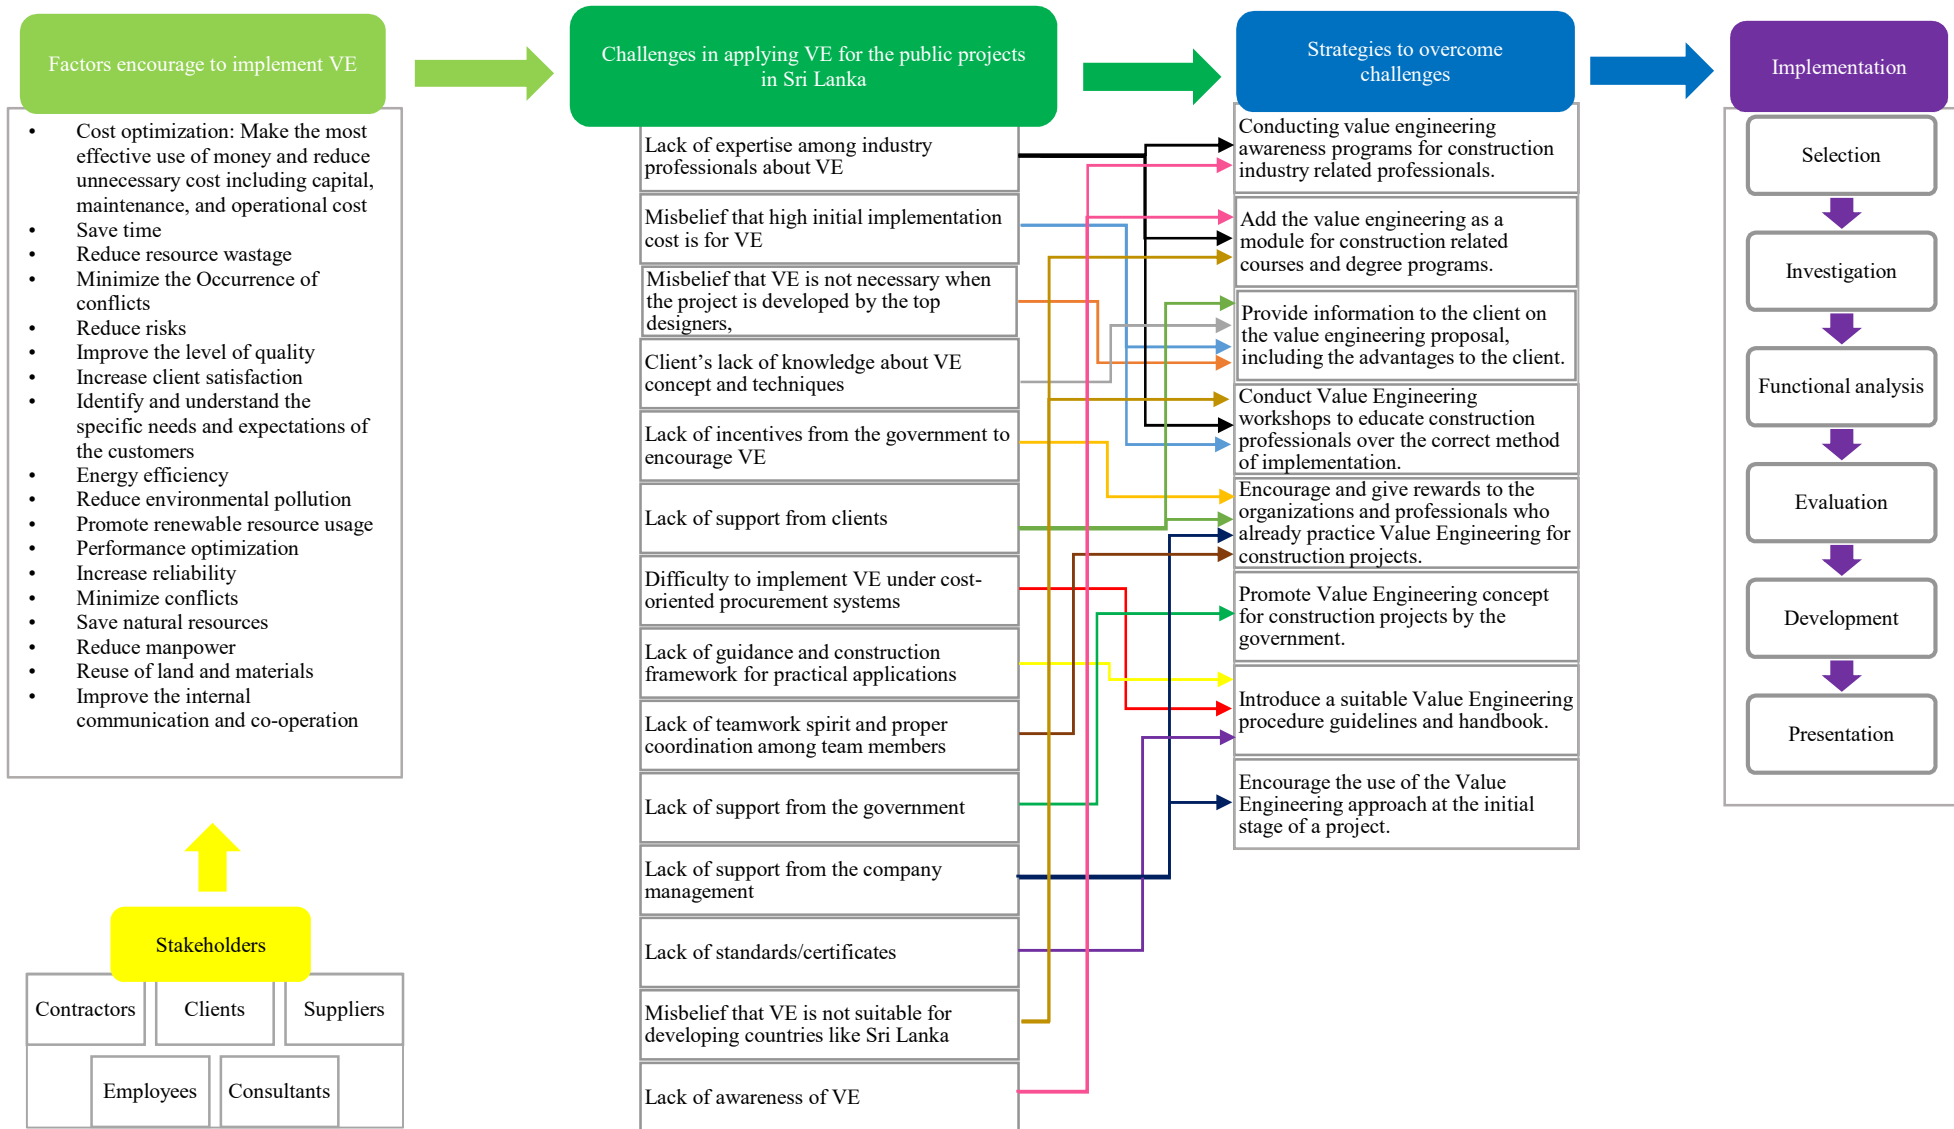 Factors encourage to implement VE
• Cost optimization: Make the most
effective use of money and reduce
unnecessary cost including capital,
maintenance, and operational cost
• Save time
• Reduce resource wastage
• Minimize the Occurrence of
conflicts
• Reduce risks
• Improve the level of quality
• Increase client satisfaction
• Identify and understand the
specific needs and expectations of
the customers
• Energy efficiency
• Reduce environmental pollution
• Promote renewable resource usage
• Performance optimization
• Increase reliability
• Minimize conflicts
• Save natural resources
• Reduce manpower
• Reuse of land and materials
• Improve the internal
communication and co-operation
Stakeholders
Contractors
Clients
Suppliers
Employees
Consultants
Challenges in applying VE for the public projects
in Sri Lanka
Lack of expertise among industry
professionals about VE
Misbelief that high initial implementation
cost is for VE
Misbelief that VE is not necessary when
the project is developed by the top
designers,
Client’s lack of knowledge about VE
concept and techniques
Lack of incentives from the government to
encourage VE
Lack of support from clients
Difficulty to implement VE under cost-
oriented procurement systems
Lack of guidance and construction
framework for practical applications
Lack of teamwork spirit and proper
coordination among team members
Lack of support from the government
Lack of support from the company
management
Lack of standards/certificates
Misbelief that VE is not suitable for
developing countries like Sri Lanka
Lack of awareness of VE
Strategies to overcome
challenges
Conducting value engineering
awareness programs for construction
industry related professionals.
Add the value engineering as a
module for construction related
courses and degree programs.
Provide information to the client on
the value engineering proposal,
including the advantages to the client.
Conduct Value Engineering
workshops to educate construction
professionals over the correct method
of implementation.
Encourage and give rewards to the
organizations and professionals who
already practice Value Engineering for
construction projects.
Promote Value Engineering concept
for construction projects by the
government.
Introduce a suitable Value Engineering
procedure guidelines and handbook.
Encourage the use of the Value
Engineering approach at the initial
stage of a project.
Implementation
Selection
Investigation
Functional analysis
Evaluation
Development
Presentation